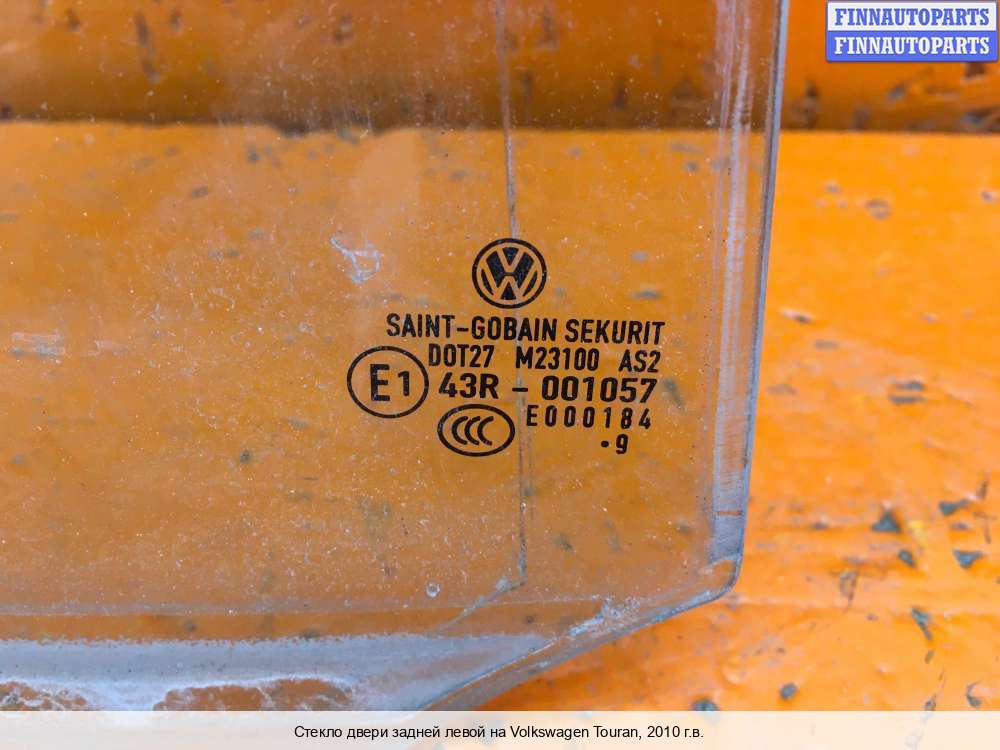 FINNAUTOPARTS
FINNAUTOPARTS
SAINT-GOBAIN SEKURIT
DOT27 M23100 AS2
E1 43R - 001057
CCC E000184
•9
Стекло двери задней левой на Volkswagen Touran, 2010 г.в.